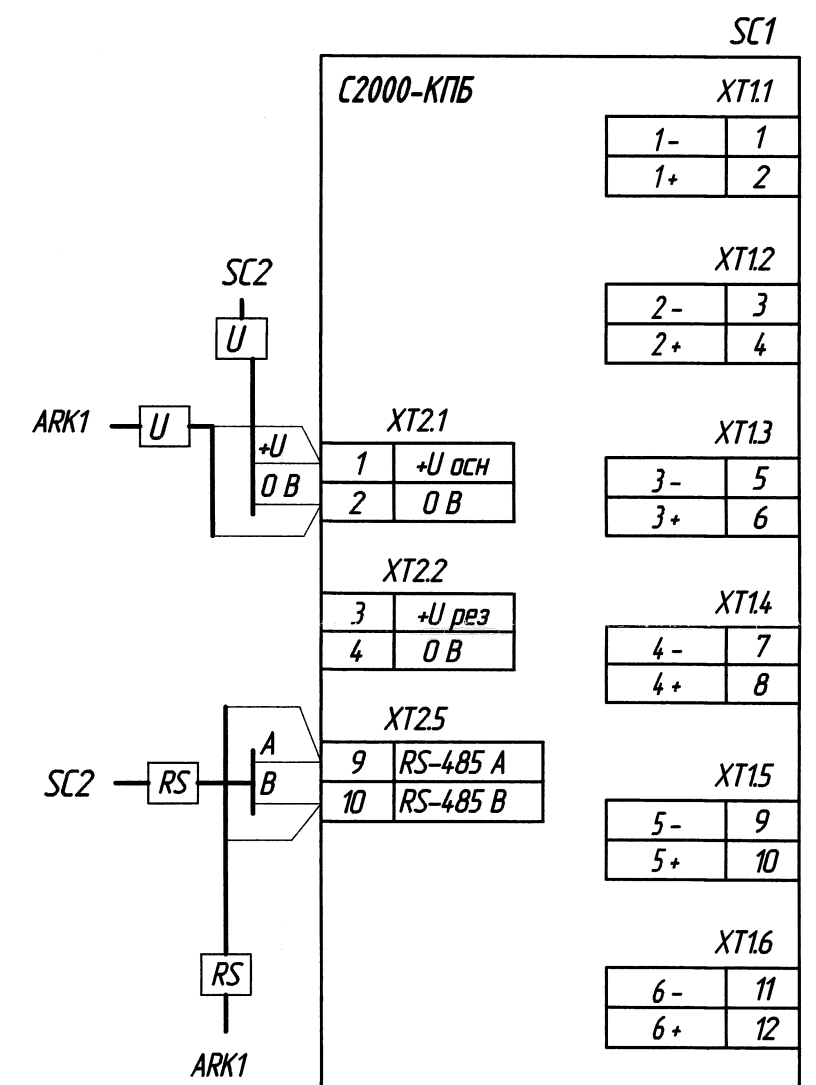 SC1
С2000-КПБ
XT1.1
1- 1
1+ 2
XT1.2
2- 3
2+ 4
SC2
U
ARK1 U
+U
0 В
XT2.1
1 +U осн
2 0 В
XT1.3
3- 5
3+ 6
XT2.2
3 +U рез
4 0 В
XT1.4
4- 7
4+ 8
XT2.5
9 RS-485 A
10 RS-485 B
A
B
SC2 RS
XT1.5
5- 9
5+ 10
XT1.6
6- 11
6+ 12
RS
ARK1